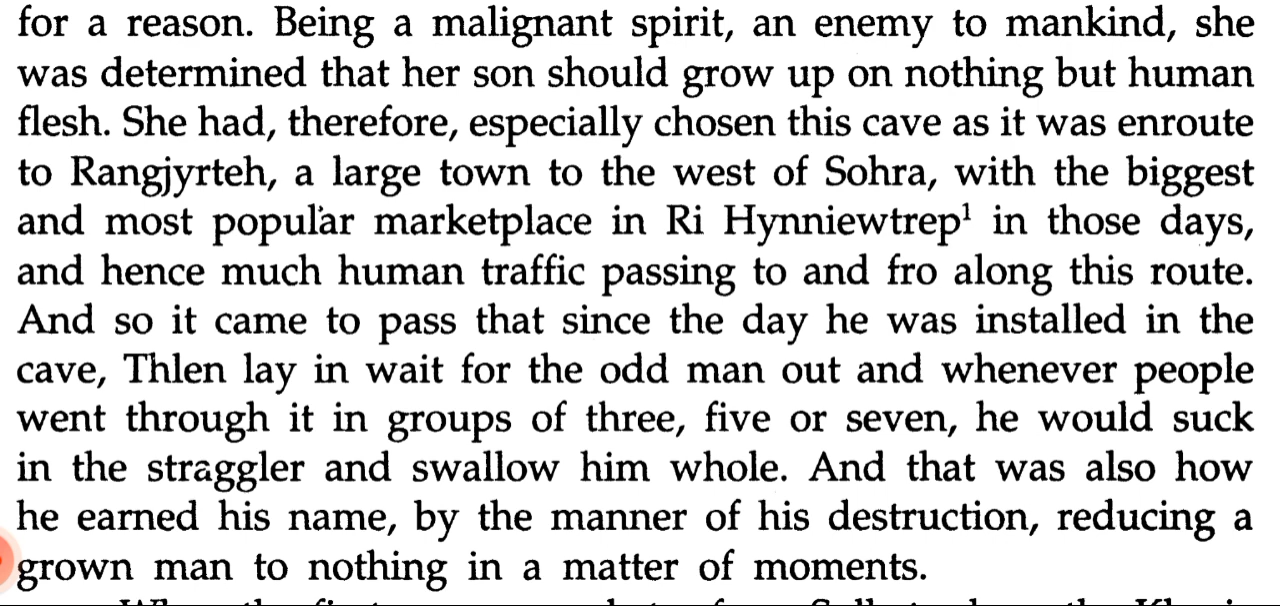 for a reason. Being a malignant spirit, an enemy to mankind, she
was determined that her son should grow up on nothing but human
flesh. She had, therefore, especially chosen this cave as it was enroute
to Rangjyrteh, a large town to the west of Sohra, with the biggest
and most popular marketplace in Ri Hynniewtrep¹ in those days,
and hence much human traffic passing to and fro along this route.
And so it came to pass that since the day he was installed in the
cave, Thlen lay in wait for the odd man out and whenever people
went through it in groups of three, five or seven, he would suck
in the straggler and swallow him whole. And that was also how
he earned his name, by the manner of his destruction, reducing a
grown man to nothing in a matter of moments.